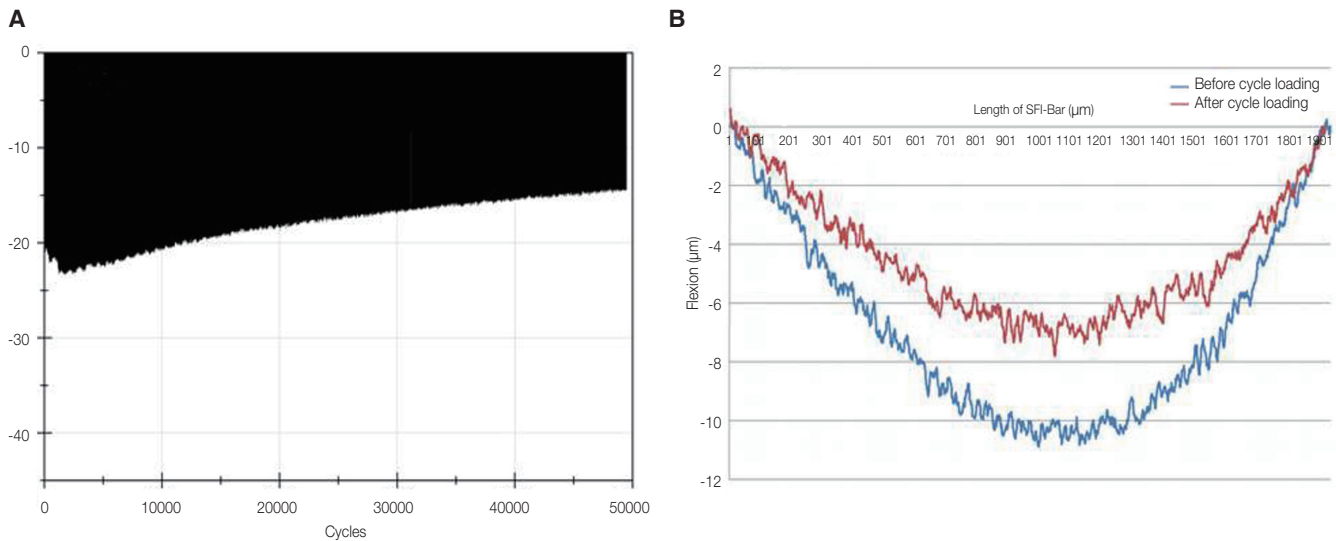 A
0
-10
-20
-30
-40
0 10000 20000 30000 40000 50000
Cycles
B
2
0
-2
-4
-6
-8
-10
-12
Flexion (µm)
Before cycle loading
After cycle loading
Length of SFI-Bar (µm)
1 101 201 301 401 501 601 701 801 901 1001 1101 1201 1301 1401 1501 1601 1701 1801 1901